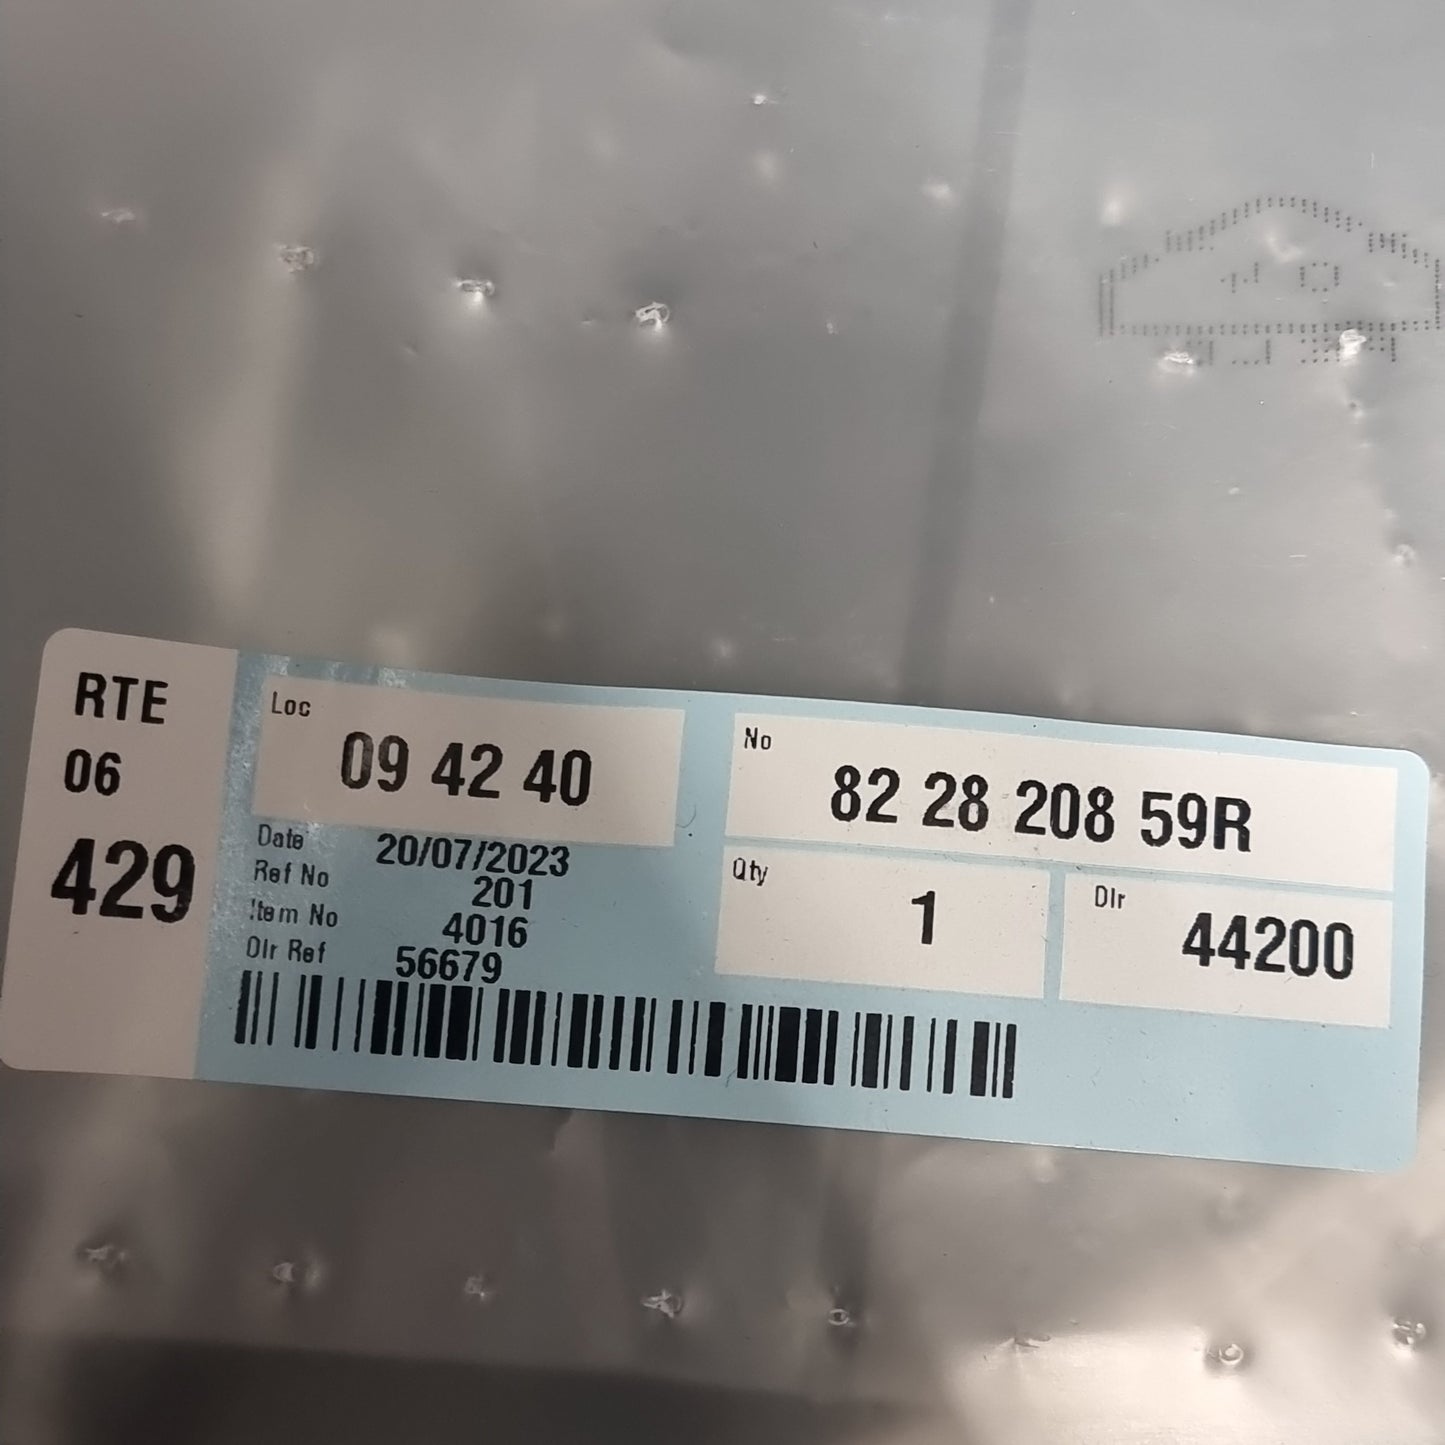 RTE
06
429
Loc
09 42 40
No
82 28 208 59R
Date 20/07/2023
Ref No 201
Item No 4016
Dlr Ref 56679
Qty
1
Dlr
44200
04